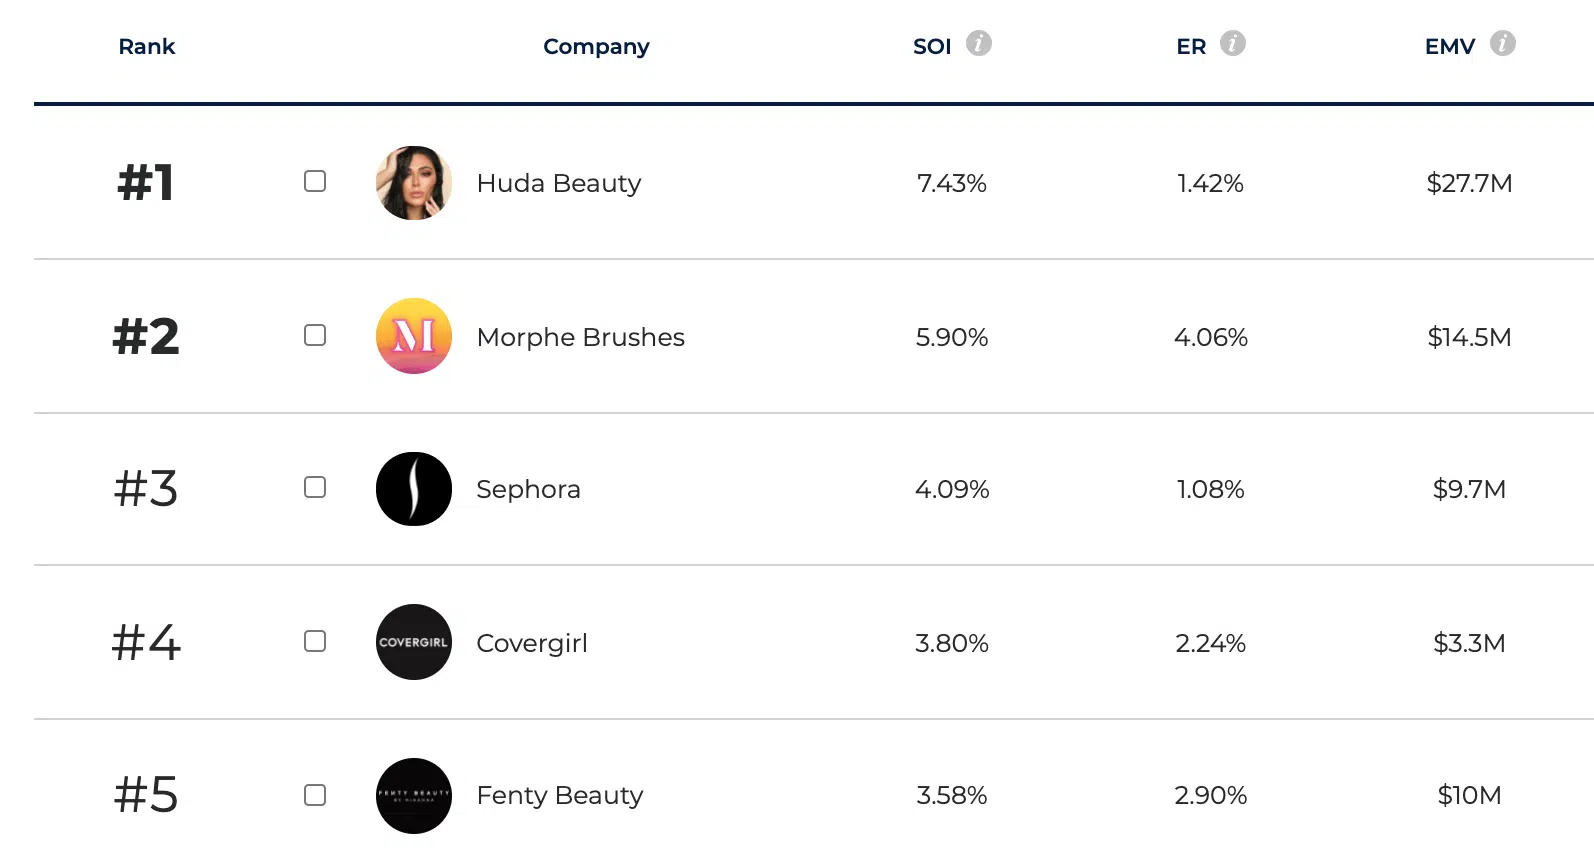 Rank Company SOI i ER i EMV i
#1 Huda Beauty 7.43% 1.42% $27.7M
#2 M Morphe Brushes 5.90% 4.06% $14.5M
#3 Sephora 4.09% 1.08% $9.7M
#4 COVERGIRL Covergirl 3.80% 2.24% $3.3M
#5 FENTY BEAUTY Fenty Beauty 3.58% 2.90% $10M
BY RIHANNA